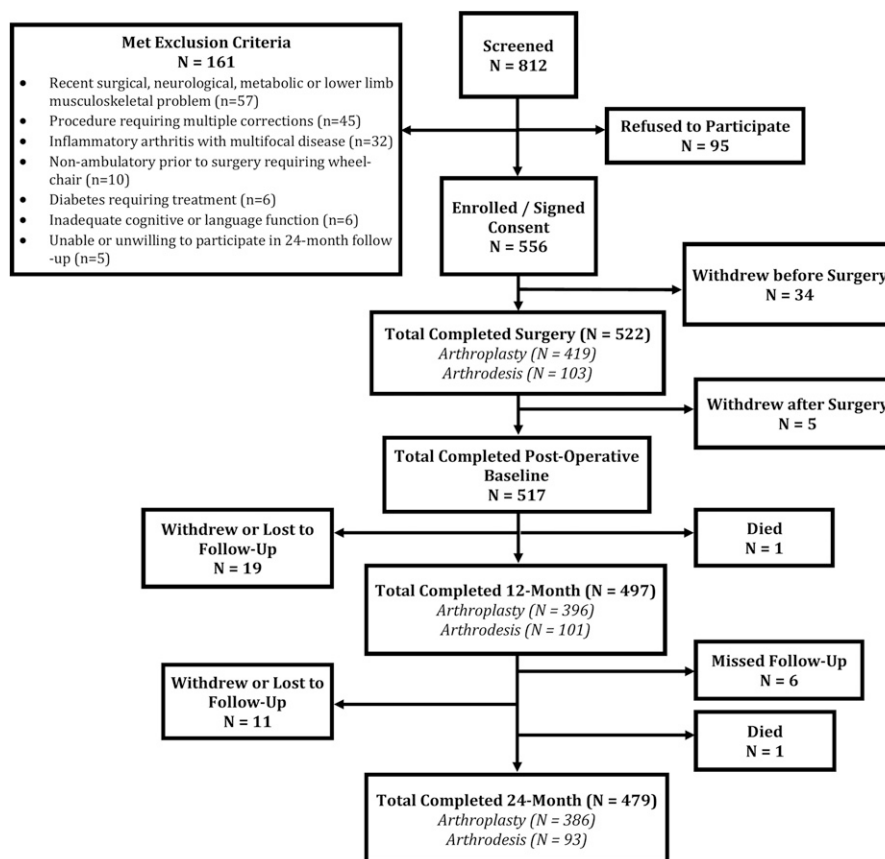 Met Exclusion Criteria
N = 161
• Recent surgical, neurological, metabolic or lower limb
musculoskeletal problem (n=57)
• Procedure requiring multiple corrections (n=45)
• Inflammatory arthritis with multifocal disease (n=32)
• Non-ambulatory prior to surgery requiring wheel-
chair (n=10)
• Diabetes requiring treatment (n=6)
• Inadequate cognitive or language function (n=6)
• Unable or unwilling to participate in 24-month follow
-up (n=5)
Screened
N = 812
Refused to Participate
N = 95
Enrolled / Signed
Consent
N = 556
Withdrew before Surgery
N = 34
Total Completed Surgery (N = 522)
Arthroplasty (N = 419)
Arthrodesis (N = 103)
Withdrew after Surgery
N = 5
Total Completed Post-Operative
Baseline
N = 517
Withdrew or Lost to
Follow-Up
N = 19
Died
N = 1
Total Completed 12-Month (N = 497)
Arthroplasty (N = 396)
Arthrodesis (N = 101)
Missed Follow-Up
N = 6
Withdrew or Lost to
Follow-Up
N = 11
Died
N = 1
Total Completed 24-Month (N = 479)
Arthroplasty (N = 386)
Arthrodesis (N = 93)